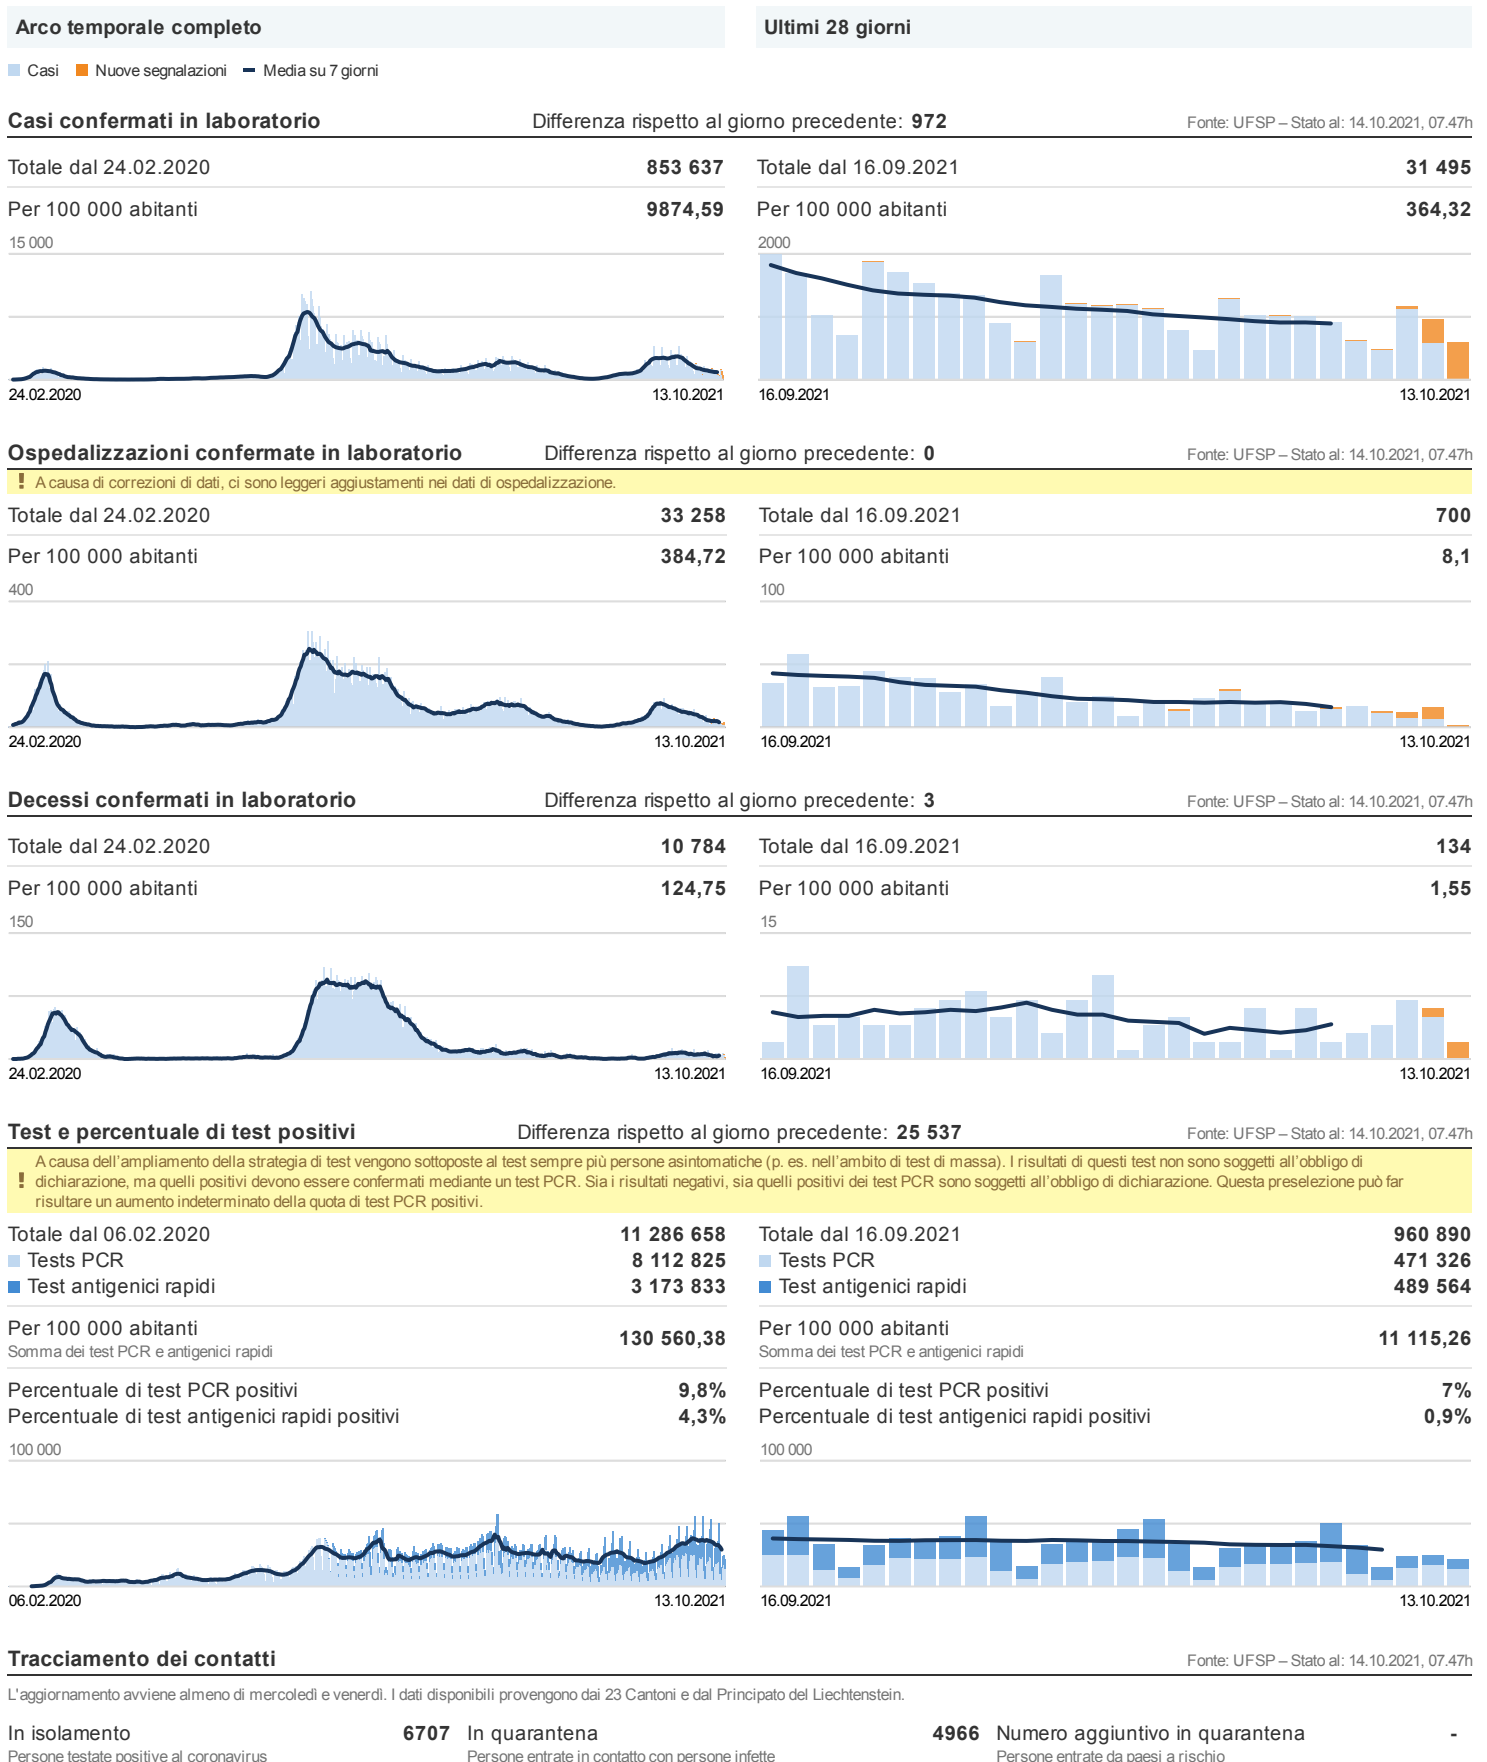 Arco temporale completo
Ultimi 28 giorni
Casi Nuove segnalazioni Media su 7 giorni
Casi confermati in laboratorio Differenza rispetto al giorno precedente: 972 Fonte: UFSP – Stato al: 14.10.2021, 07.47h
Totale dal 24.02.2020 853 637
Per 100 000 abitanti 9874,59
15 000
24.02.2020 13.10.2021
Totale dal 16.09.2021 31 495
Per 100 000 abitanti 364,32
2000
16.09.2021 13.10.2021
Ospedalizzazioni confermate in laboratorio Differenza rispetto al giorno precedente: 0 Fonte: UFSP – Stato al: 14.10.2021, 07.47h
! A causa di correzioni di dati, ci sono leggeri aggiustamenti nei dati di ospedalizzazione.
Totale dal 24.02.2020 33 258
Per 100 000 abitanti 384,72
400
24.02.2020 13.10.2021
Totale dal 16.09.2021 700
Per 100 000 abitanti 8,1
100
16.09.2021 13.10.2021
Decessi confermati in laboratorio Differenza rispetto al giorno precedente: 3 Fonte: UFSP – Stato al: 14.10.2021, 07.47h
Totale dal 24.02.2020 10 784
Per 100 000 abitanti 124,75
150
24.02.2020 13.10.2021
Totale dal 16.09.2021 134
Per 100 000 abitanti 1,55
15
16.09.2021 13.10.2021
Test e percentuale di test positivi Differenza rispetto al giorno precedente: 25 537 Fonte: UFSP – Stato al: 14.10.2021, 07.47h
A causa dell'ampliamento della strategia di test vengono sottoposte al test sempre più persone asintomatiche (p. es. nell'ambito di test di massa). I risultati di questi test non sono soggetti all'obbligo di
! dichiarazione, ma quelli positivi devono essere confermati mediante un test PCR. Sia i risultati negativi, sia quelli positivi dei test PCR sono soggetti all'obbligo di dichiarazione. Questa preselezione può far
risultare un aumento indeterminato della quota di test PCR positivi.
Totale dal 06.02.2020 11 286 658
Tests PCR 8 112 825
Test antigenici rapidi 3 173 833
Per 100 000 abitanti 130 560,38
Somma dei test PCR e antigenici rapidi
Percentuale di test PCR positivi 9,8%
Percentuale di test antigenici rapidi positivi 4,3%
100 000
06.02.2020 13.10.2021
Totale dal 16.09.2021 960 890
Tests PCR 471 326
Test antigenici rapidi 489 564
Per 100 000 abitanti 11 115,26
Somma dei test PCR e antigenici rapidi
Percentuale di test PCR positivi 7%
Percentuale di test antigenici rapidi positivi 0,9%
100 000
16.09.2021 13.10.2021
Tracciamento dei contatti Fonte: UFSP – Stato al: 14.10.2021, 07.47h
L'aggiornamento avviene almeno di mercoledì e venerdì. I dati disponibili provengono dai 23 Cantoni e dal Principato del Liechtenstein.
In isolamento 6707
Persone testate positive al coronavirus
In quarantena 4966
Persone entrate in contatto con persone infette
Numero aggiuntivo in quarantena -
Persone entrate da paesi a rischio